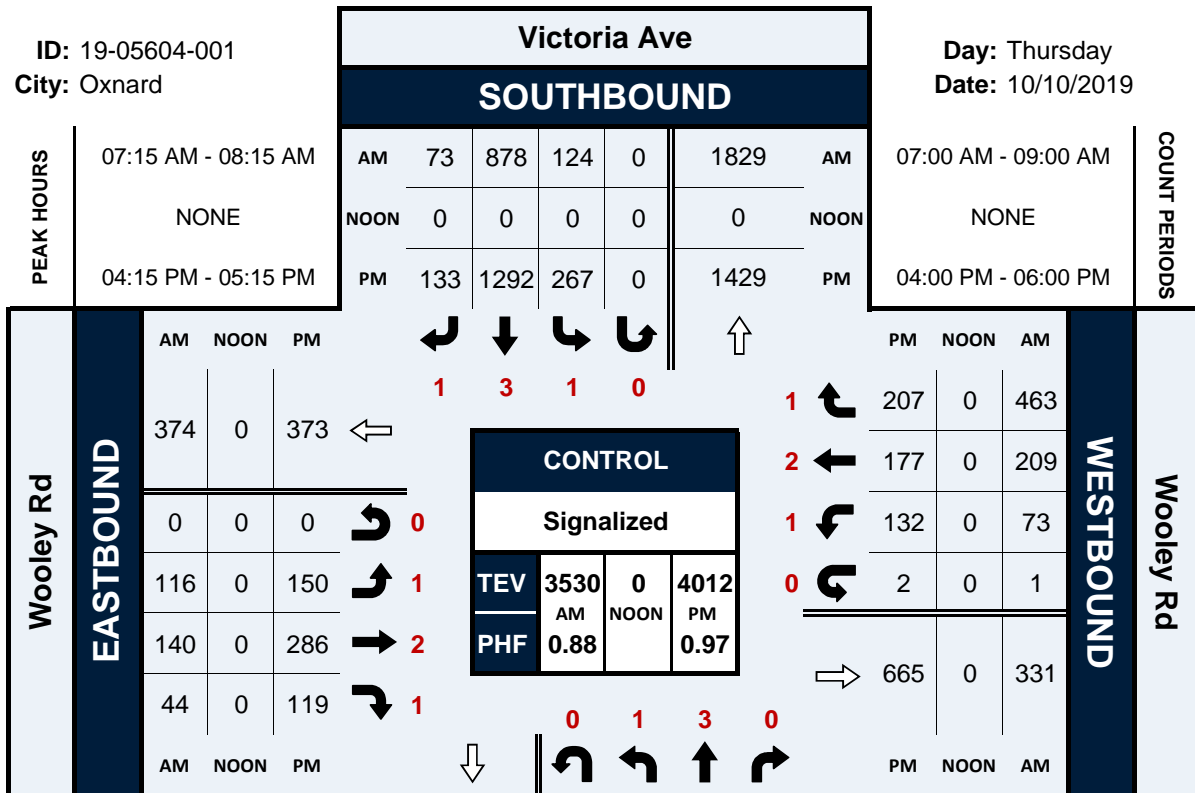 Victoria Ave
ID: 19-05604-001
City: Oxnard
Day: Thursday
Date: 10/10/2019
SOUTHBOUND
PEAK HOURS
07:15 AM - 08:15 AM
NONE
04:15 PM - 05:15 PM
AM 73 878 124 0 1829 AM
NOON 0 0 0 0 0 NOON
PM 133 1292 267 0 1429 PM
07:00 AM - 09:00 AM
NONE
04:00 PM - 06:00 PM
COUNT PERIODS
1 3 1 0
Wooley Rd
EASTBOUND
AM NOON PM
374 0 373
0 0 0 0
116 0 150 1
140 0 286 2
44 0 119 1
AM NOON PM
CONTROL
Signalized
TEV 3530 0 4012
AM NOON PM
PHF 0.88 0.97
PM NOON AM
1 207 0 463
2 177 0 209
1 132 0 73
0 2 0 1
665 0 331
PM NOON AM
WESTBOUND
Wooley Rd
0 1 3 0